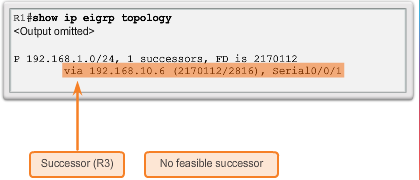 R1#show ip eigrp topology
<Output omitted>
P 192.168.1.0/24, 1 successors, FD is 2170112
via 192.168.10.6 (2170112/2816), Serial0/0/1
Successor (R3)
No feasible successor